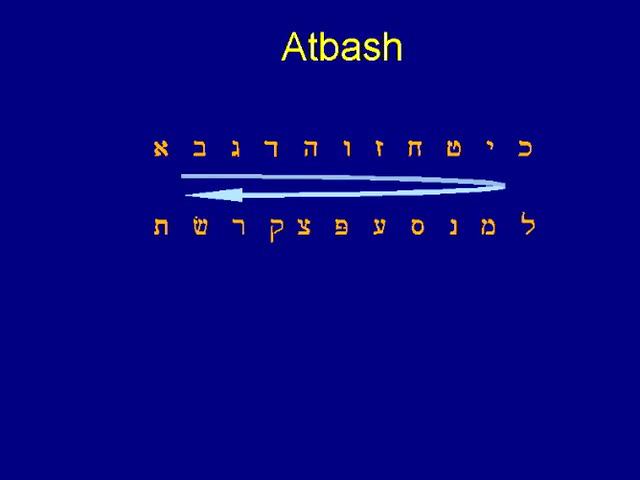 Atbash
כ י ט ח ז ו ה ד ג ב א
ל מ נ ס ע פּ צ ק ר שׂ ת